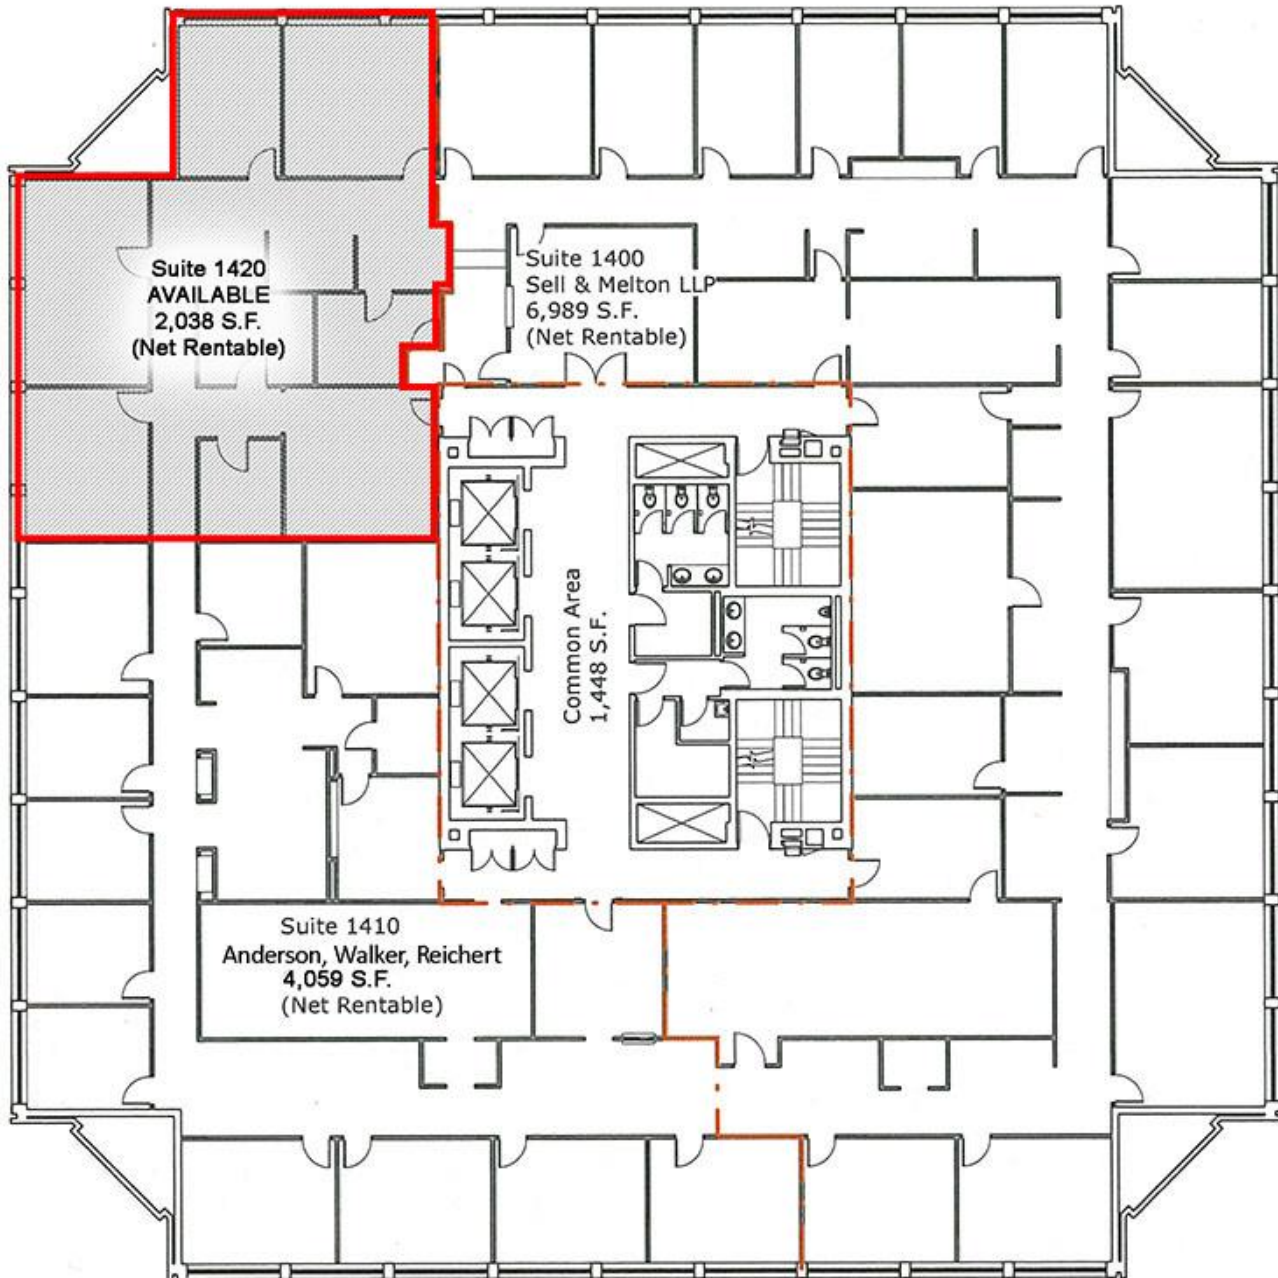 Suite 1420
AVAILABLE
2,038 S.F.
(Net Rentable)
Suite 1400
Sell & Melton LLP
6,989 S.F.
(Net Rentable)
Common Area
1,448 S.F.
Suite 1410
Anderson, Walker, Reichert
4,059 S.F.
(Net Rentable)